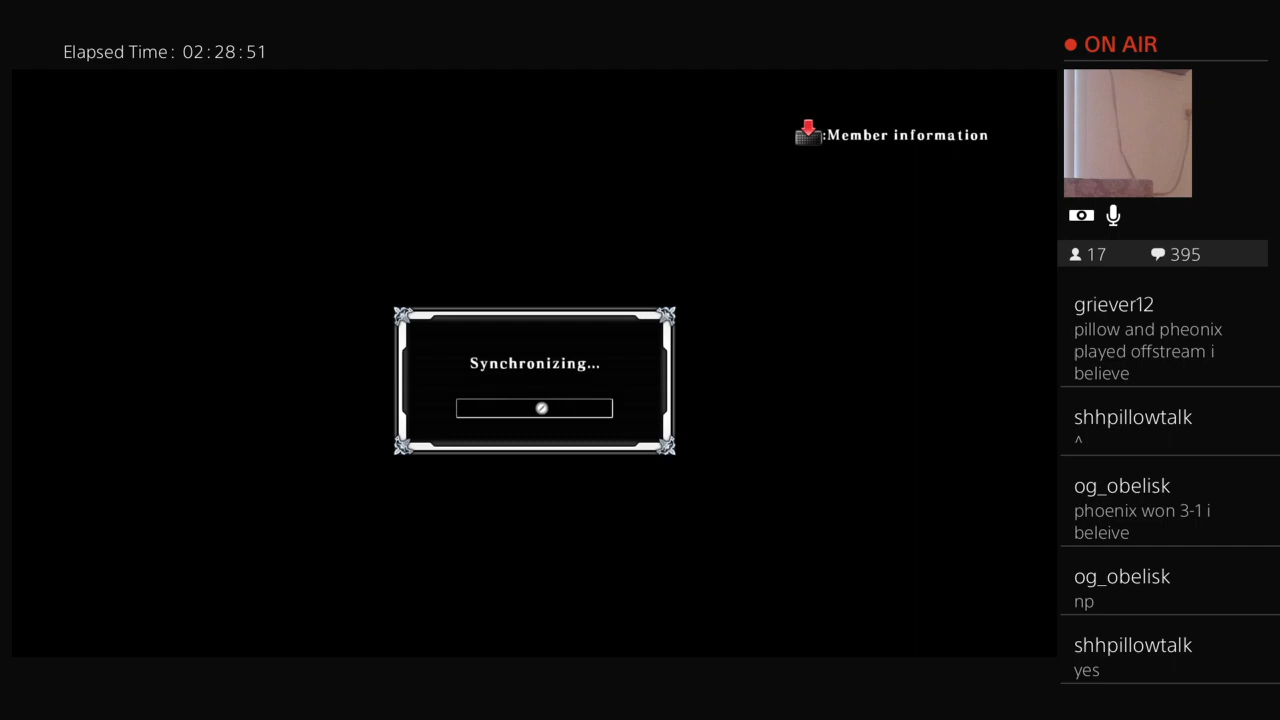 Elapsed Time: 02:28:51
ON AIR
:Member information
17 395
Synchronizing...
griever12
pillow and pheonix
played offstream i
believe
shhpillowtalk
^
og_obelisk
phoenix won 3-1 i
beleive
og_obelisk
np
shhpillowtalk
yes